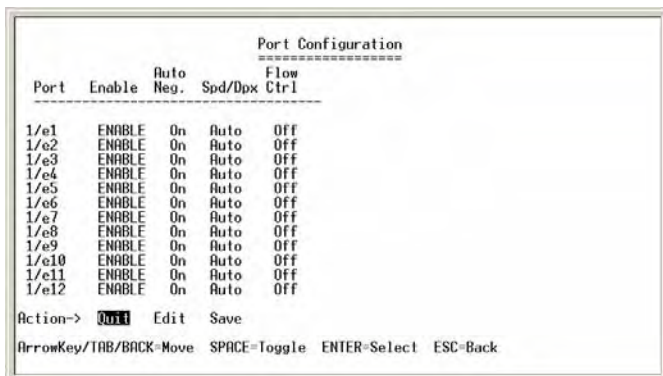 Port Configuration
==================
Auto Flow
Port Enable Neg. Spd/Dpx Ctrl
------------------------------------
1/e1 ENABLE On Auto Off
1/e2 ENABLE On Auto Off
1/e3 ENABLE On Auto Off
1/e4 ENABLE On Auto Off
1/e5 ENABLE On Auto Off
1/e6 ENABLE On Auto Off
1/e7 ENABLE On Auto Off
1/e8 ENABLE On Auto Off
1/e9 ENABLE On Auto Off
1/e10 ENABLE On Auto Off
1/e11 ENABLE On Auto Off
1/e12 ENABLE On Auto Off
Action-> Quit Edit Save
ArrowKey/TAB/BACK=Move SPACE=Toggle ENTER=Select ESC=Back